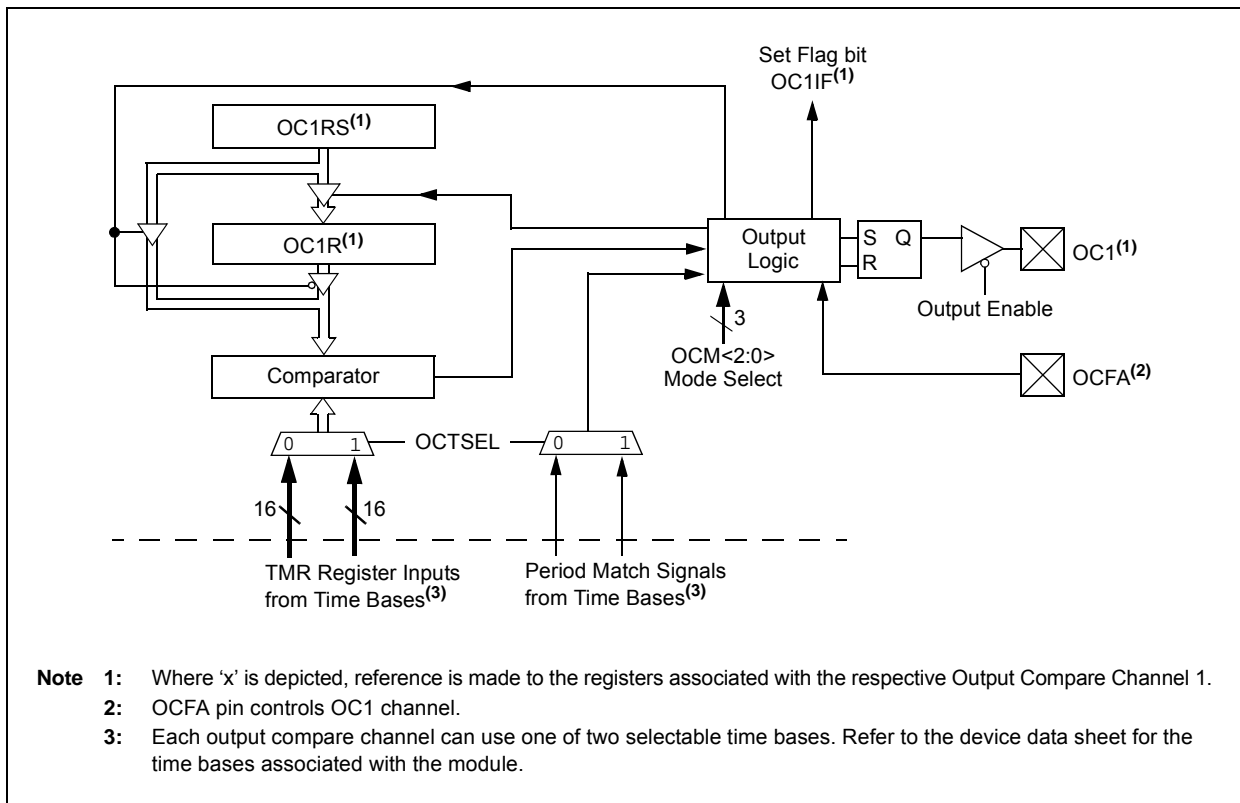 Set Flag bit
OC1IF(1)
OC1RS(1)
OC1R(1)
Output
Logic
S Q
R
OC1(1)
Output Enable
3
OCM<2:0>
Mode Select
OCFA(2)
Comparator
0 1
OCTSEL
0 1
16
16
TMR Register Inputs
from Time Bases(3)
Period Match Signals
from Time Bases(3)
Note 1: Where ‘x’ is depicted, reference is made to the registers associated with the respective Output Compare Channel 1.
2: OCFA pin controls OC1 channel.
3: Each output compare channel can use one of two selectable time bases. Refer to the device data sheet for the
time bases associated with the module.